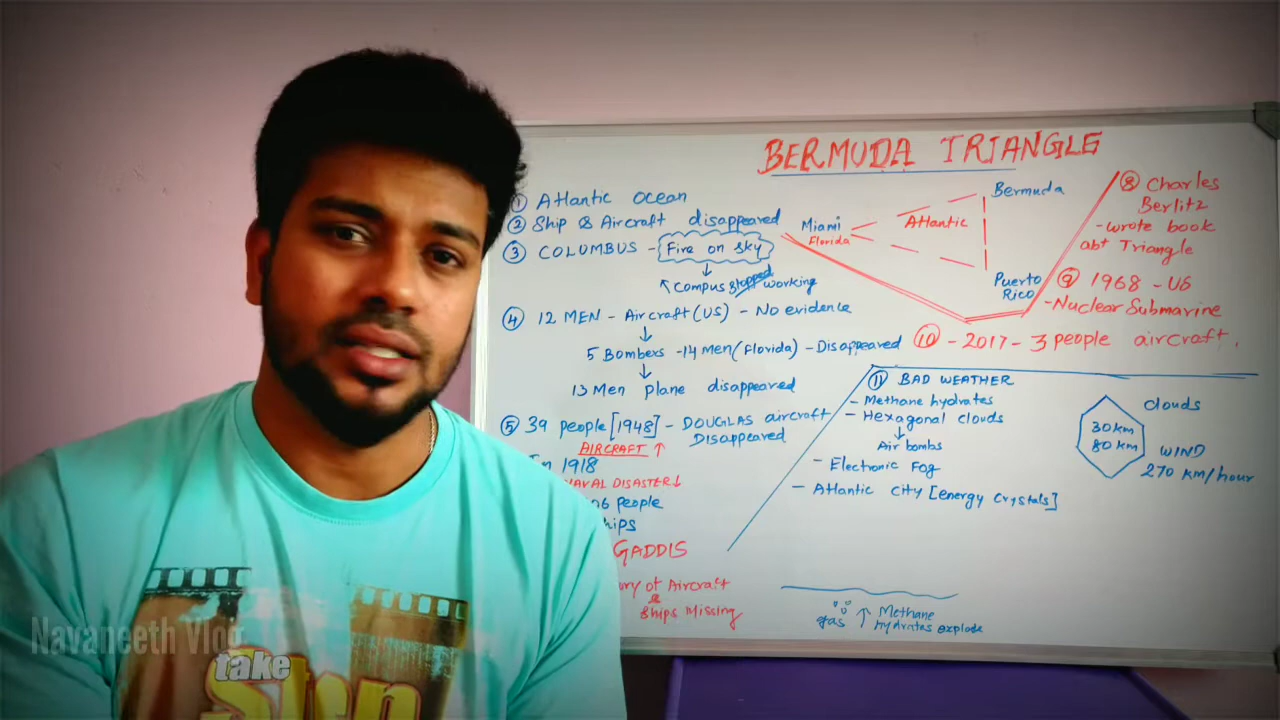 BERMUDA TRIANGLE
① Atlantic ocean
② Ship & Aircraft disappeared
③ COLUMBUS - Fire on sky
Compus stopped working
④ 12 MEN - Aircraft (US) - No evidence
5 Bombers - 14 Men (Florida) - Disappeared
13 Men plane disappeared
⑤ 39 people [1948] - DOUGLAS aircraft
Disappeared
AIRCRAFT ↑
1918
NAVAL DISASTER ↓
06 people
hips
GADDIS
ory of Aircraft
&
Ships Missing
Bermuda
Miami
Florida
Atlantic
Puerto
Rico
⑧ Charles
Berlitz
- wrote book
abt Triangle
⑨ 1968 - US
- Nuclear Submarine
⑩ - 2017 - 3 people aircraft.
⑪ BAD WEATHER
- Methane hydrates
- Hexagonal clouds
Air bombs
- Electronic Fog
- Atlantic city [energy crystals]
clouds
30 km
80 km
WIND
270 km/hour
gas ↑ Methane
hydrates explode
Navaneeth Vlog
take
Step